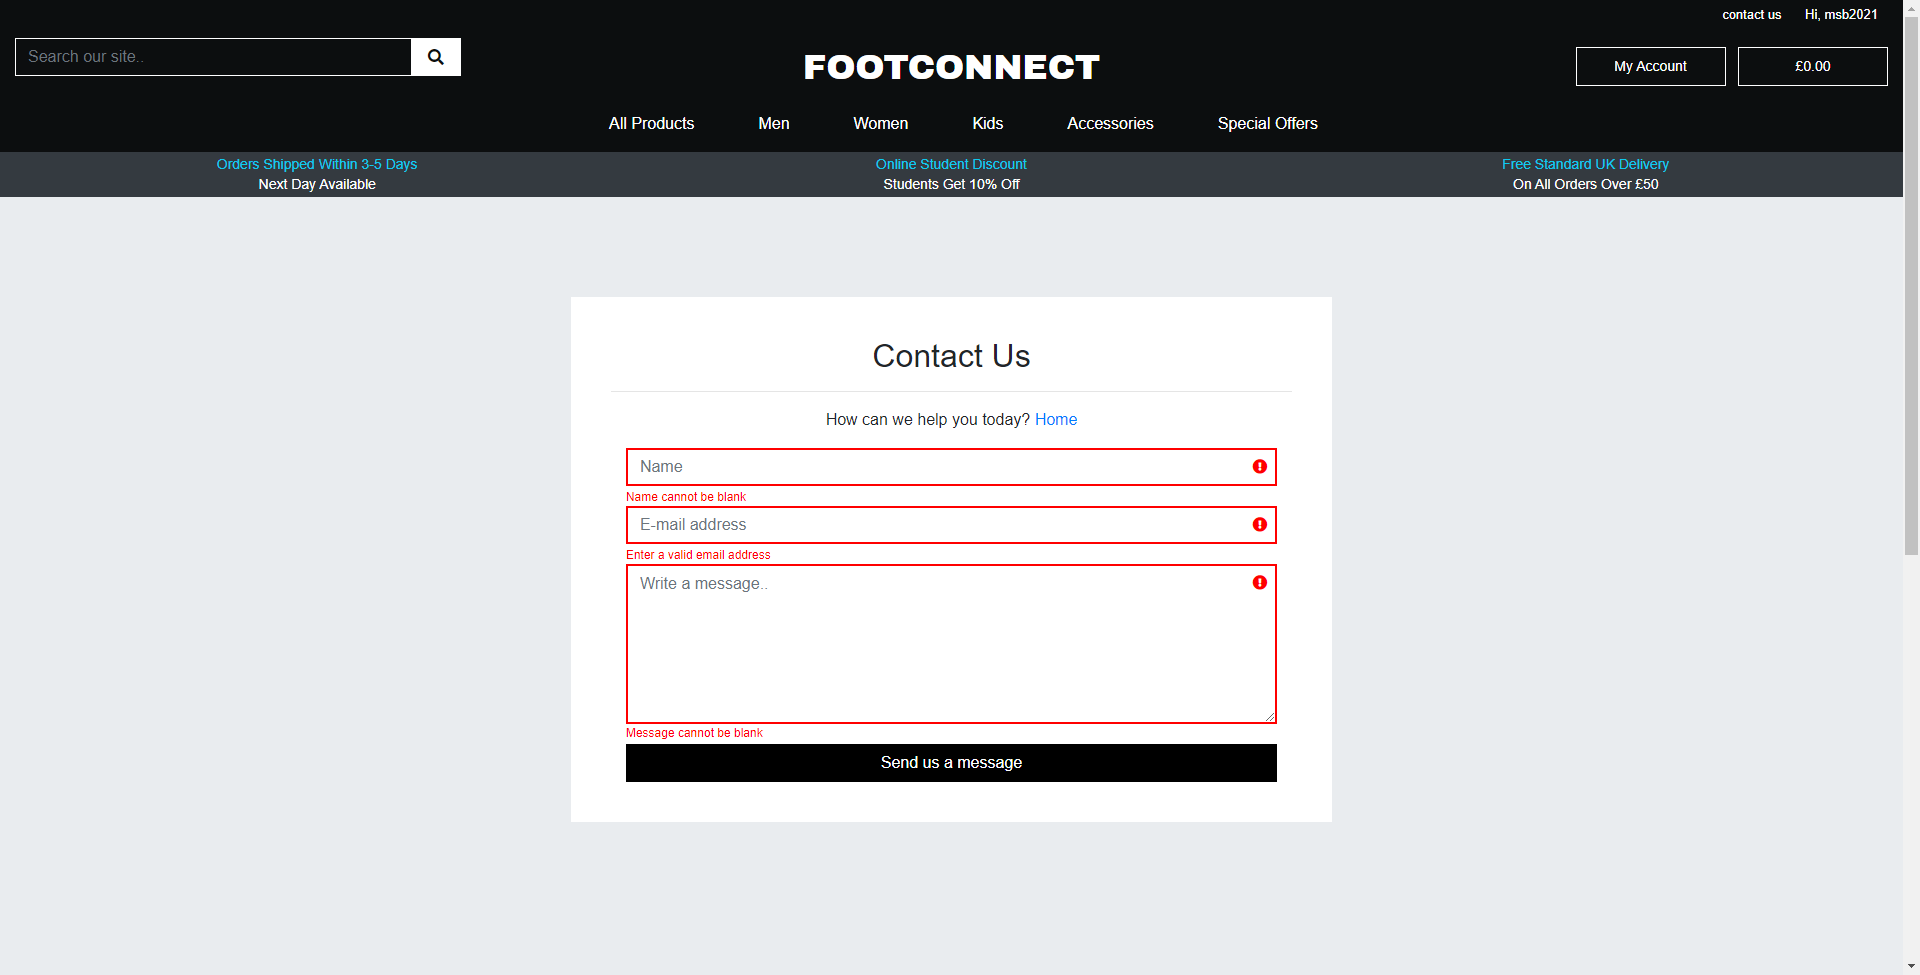 contact us Hi, msb2021
Search our site..
FOOTCONNECT
My Account £0.00
All Products Men Women Kids Accessories Special Offers
Orders Shipped Within 3-5 Days
Next Day Available
Online Student Discount
Students Get 10% Off
Free Standard UK Delivery
On All Orders Over £50
Contact Us
How can we help you today? Home
Name
Name cannot be blank
E-mail address
Enter a valid email address
Write a message..
Message cannot be blank
Send us a message